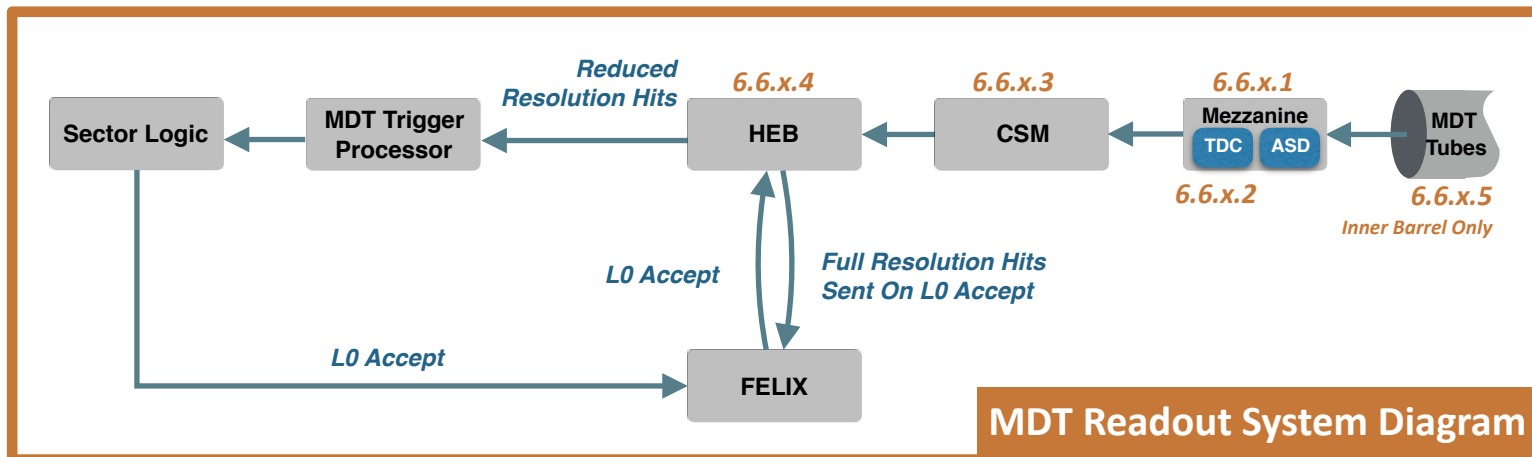 Reduced
Resolution Hits
6.6.x.4
6.6.x.3
6.6.x.1
Sector Logic
MDT Trigger
Processor
HEB
CSM
Mezzanine
TDC
ASD
MDT
Tubes
6.6.x.2
6.6.x.5
Inner Barrel Only
L0 Accept
Full Resolution Hits
Sent On L0 Accept
L0 Accept
FELIX
MDT Readout System Diagram